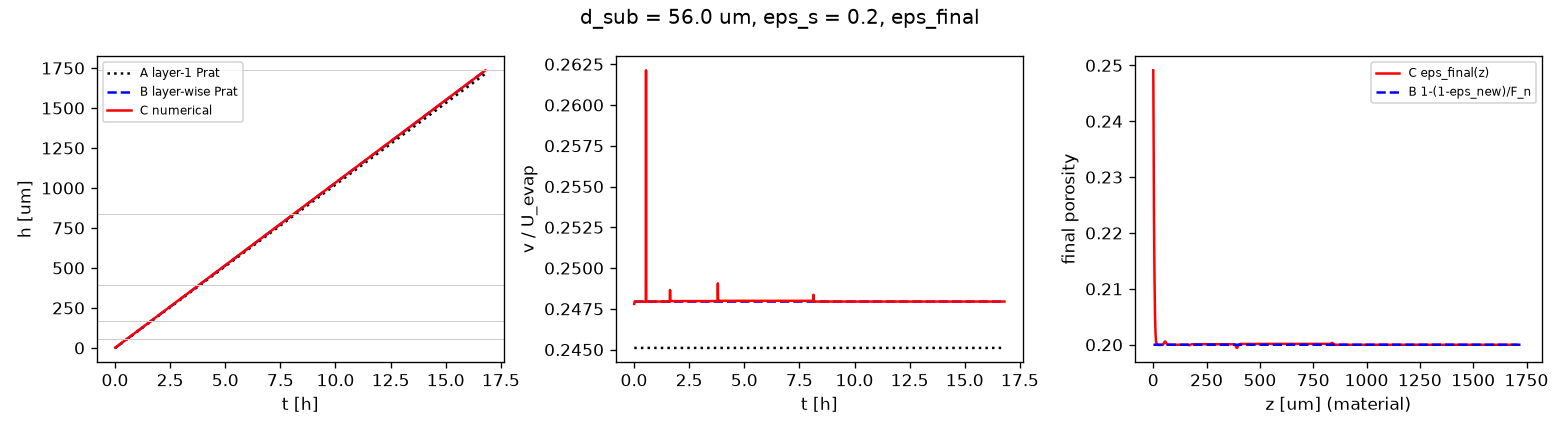 d_sub = 56.0 um, eps_s = 0.2, eps_final
h [um]
1750
1500
1250
1000
750
500
250
0
A layer-1 Prat
B layer-wise Prat
C numerical
0.0 2.5 5.0 7.5 10.0 12.5 15.0 17.5
t [h]
v / U_evap
0.2625
0.2600
0.2575
0.2550
0.2525
0.2500
0.2475
0.2450
0.0 2.5 5.0 7.5 10.0 12.5 15.0 17.5
t [h]
final porosity
0.25
0.24
0.23
0.22
0.21
0.20
C eps_final(z)
B 1-(1-eps_new)/F_n
0 250 500 750 1000 1250 1500 1750
z [um] (material)